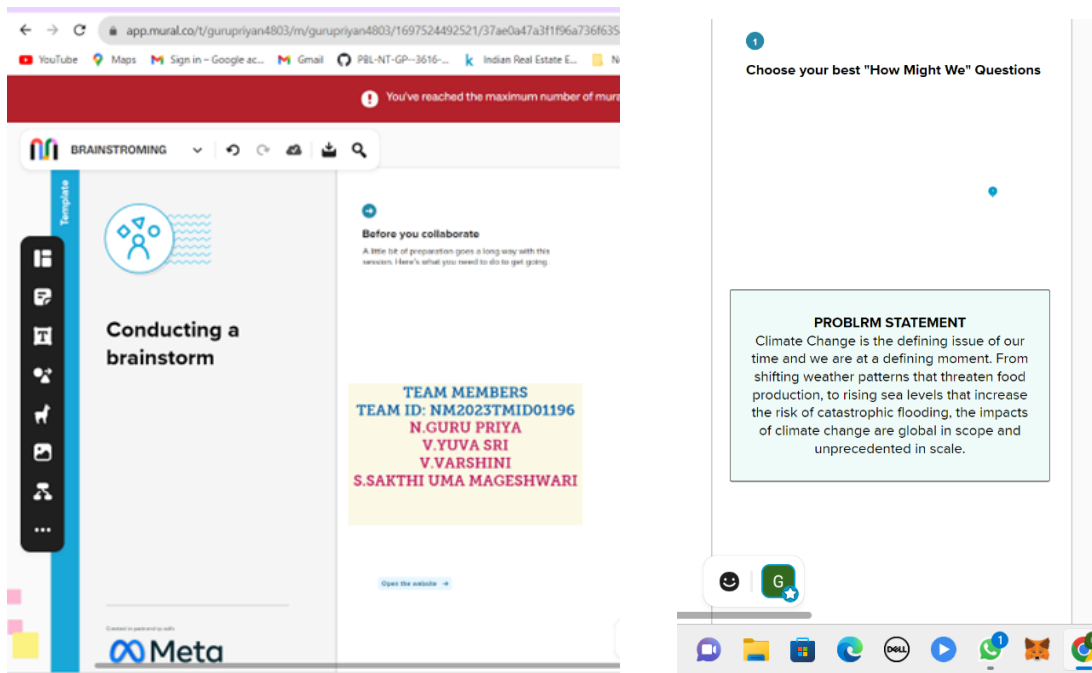 app.mural.co/t/gurupriyan4803/m/gurupriyan4803/1697524492521/37ae0a47a3f1f96a736f635
YouTube Maps Sign in – Google ac... Gmail PBL-NT-GP--3616-... Indian Real Estate E...
You've reached the maximum number of mura
BRAINSTROMING
Template
Conducting a
brainstorm
Created in partnership with
Meta
Before you collaborate
A little bit of preparation goes a long way with this
session. Here's what you need to do to get going.
TEAM MEMBERS
TEAM ID: NM2023TMID01196
N.GURU PRIYA
V.YUVA SRI
V.VARSHINI
S.SAKTHI UMA MAGESHWARI
Open the website
1
Choose your best "How Might We" Questions
PROBLRM STATEMENT
Climate Change is the defining issue of our
time and we are at a defining moment. From
shifting weather patterns that threaten food
production, to rising sea levels that increase
the risk of catastrophic flooding, the impacts
of climate change are global in scope and
unprecedented in scale.
G
DELL
1